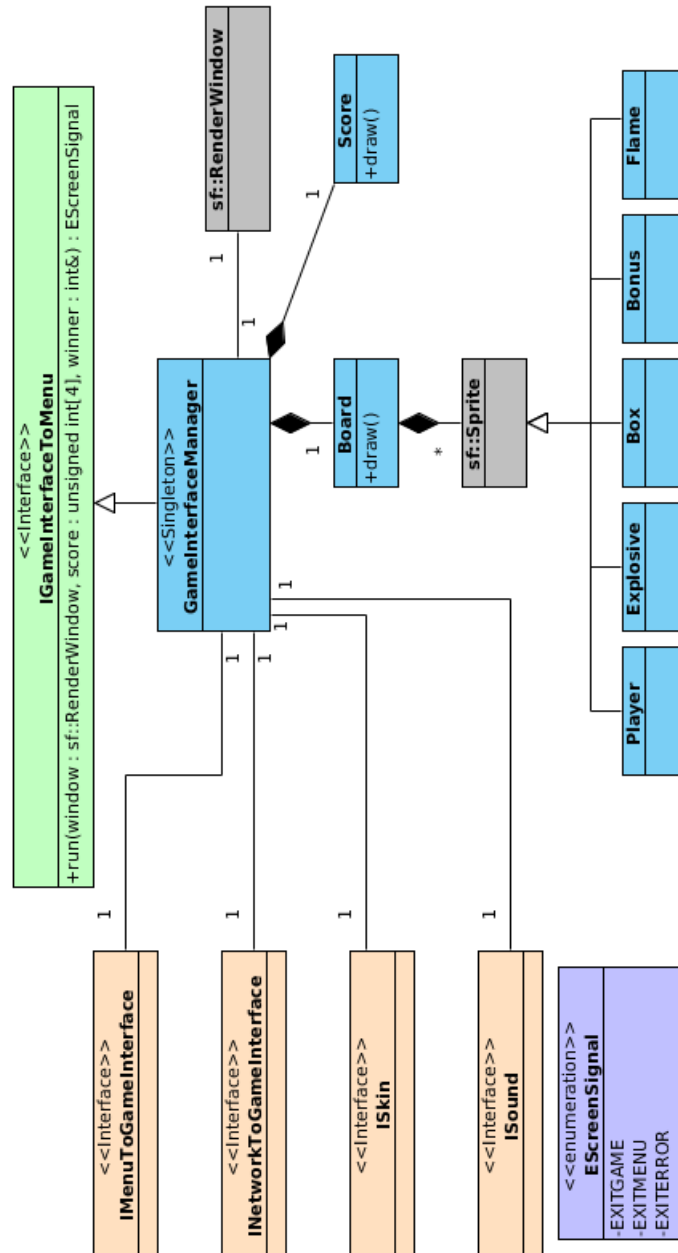 <<Interface>>
IGameInterfaceToMenu
+run(window : sf::RenderWindow, score : unsigned int[4], winner : int&) : EScreenSignal
<<Interface>>
IMenuToGameInterface
1
1
<<Singleton>>
GameInterfaceManager
1
1
sf::RenderWindow
<<Interface>>
INetworkToGameInterface
1
1
1
Score
+draw()
<<Interface>>
ISkin
1
1
1
Board
+draw()
<<Interface>>
ISound
1
1
*
sf::Sprite
<<enumeration>>
EScreenSignal
-EXITGAME
-EXITMENU
-EXITERROR
Player
Explosive
Box
Bonus
Flame